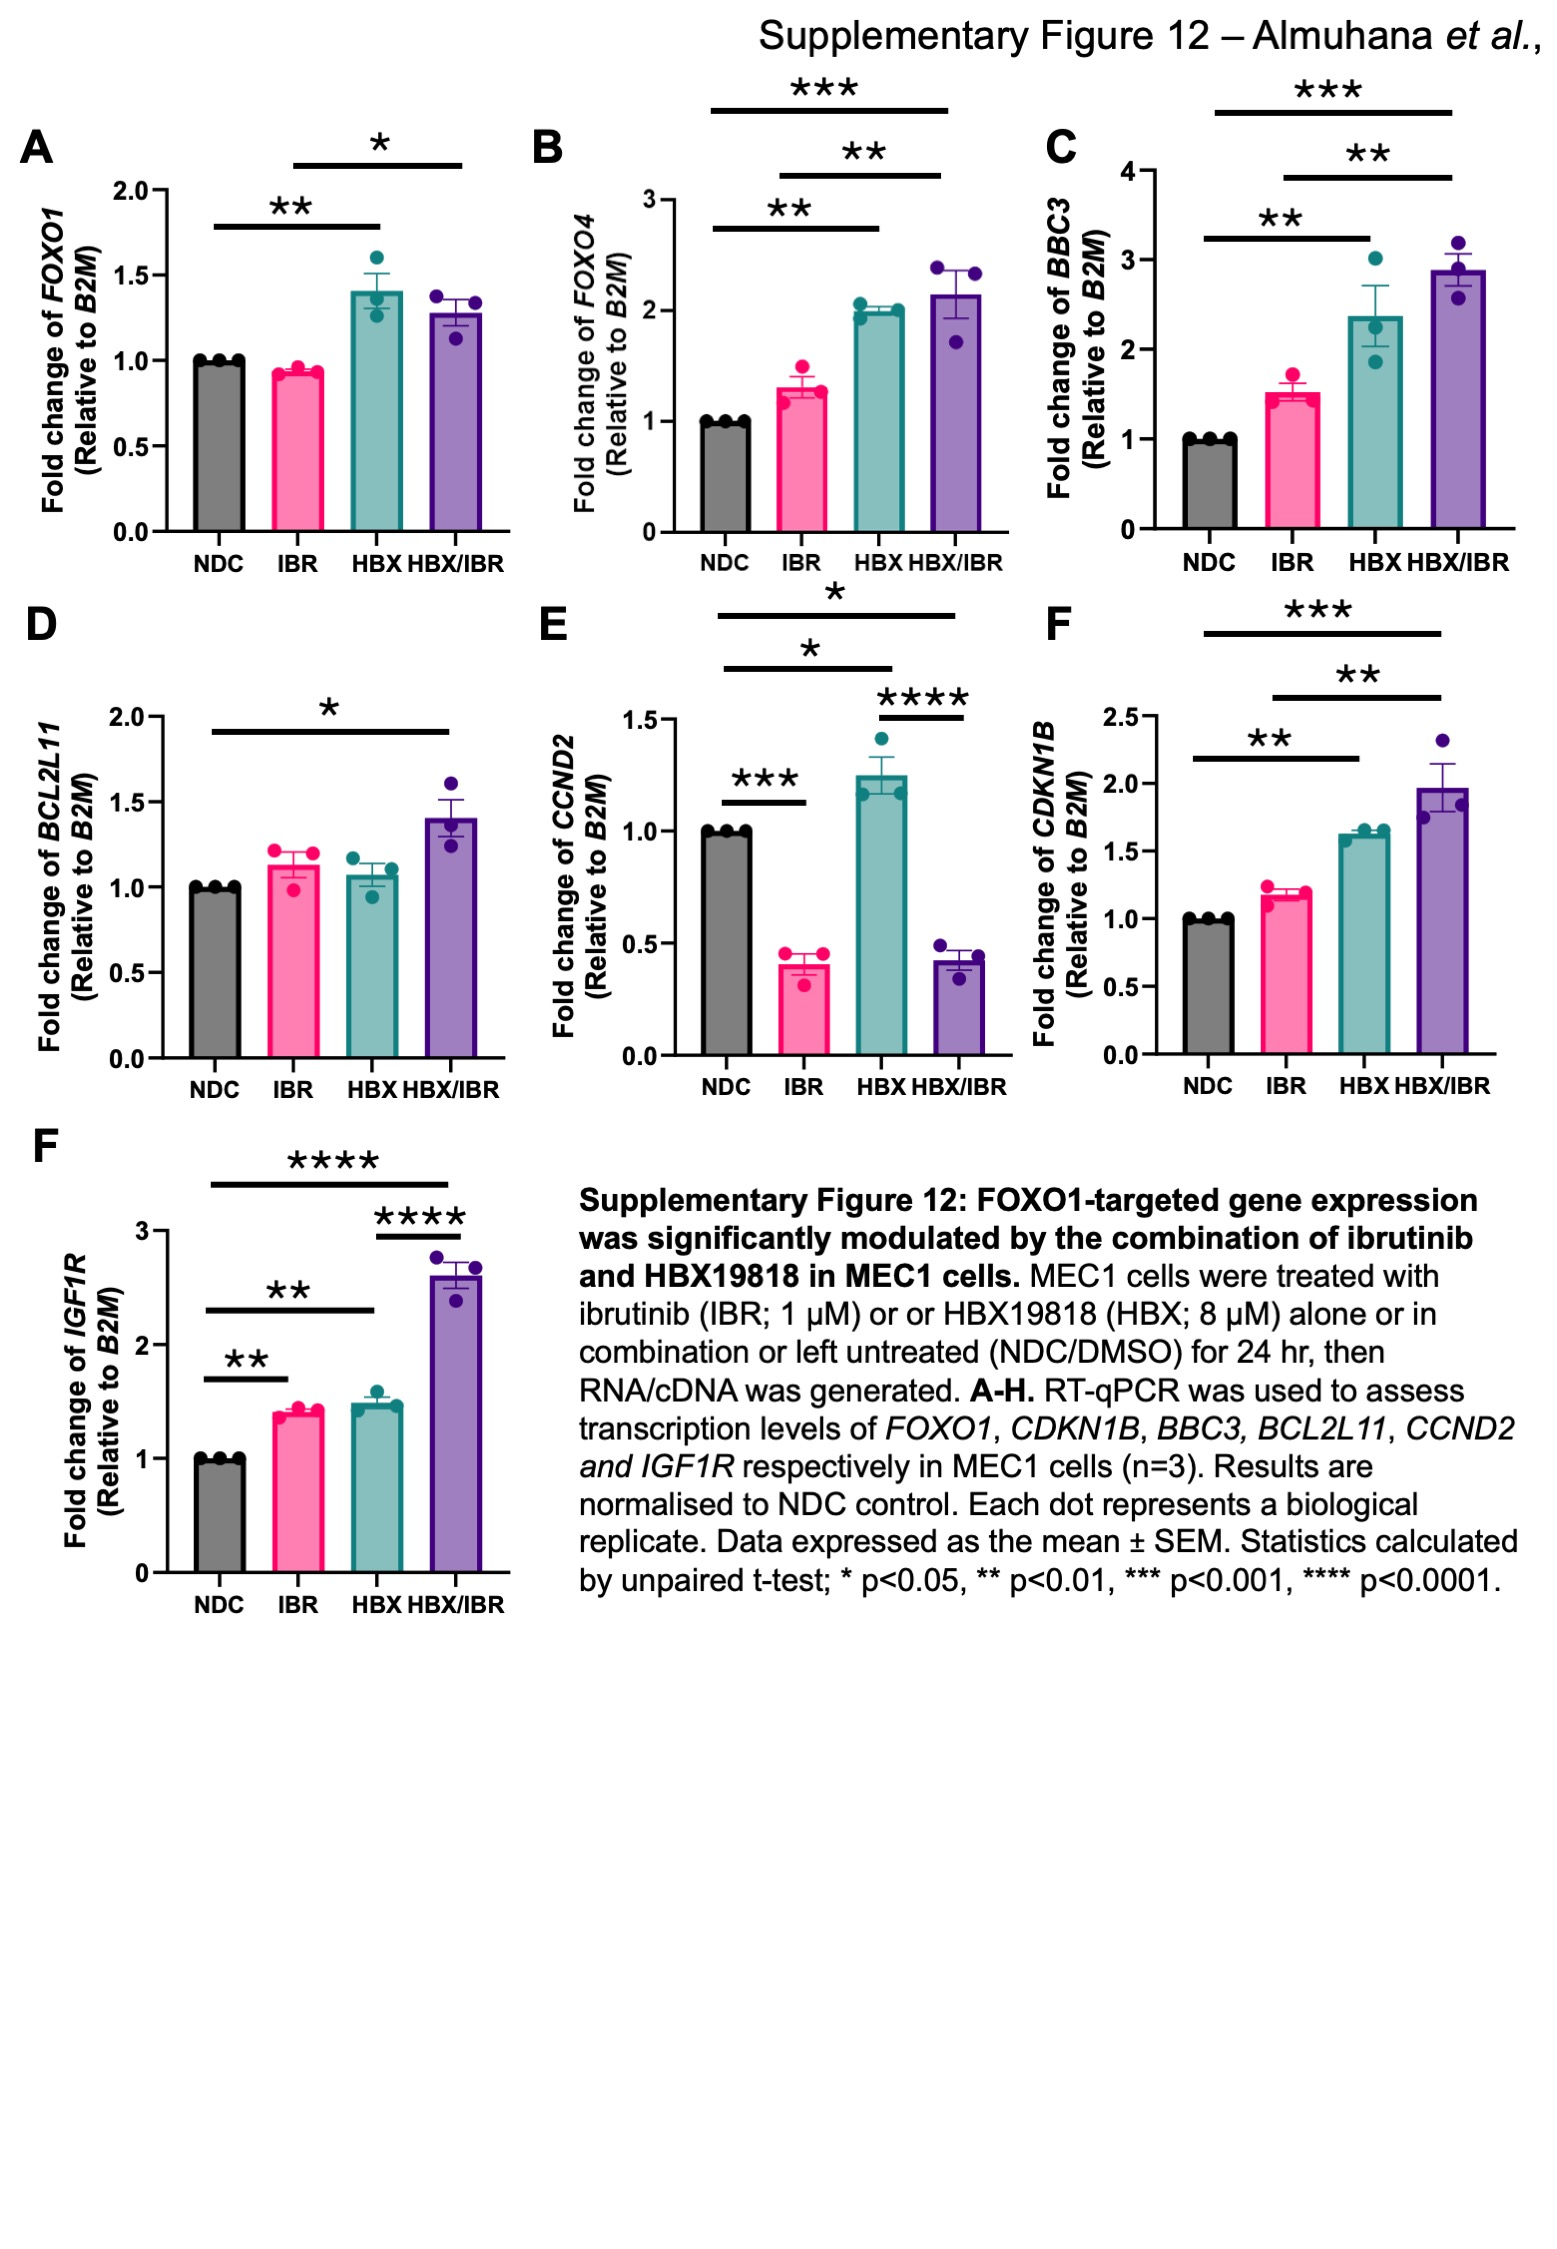 Supplementary Figure 12 – Almuhana et al.,
A
*
**
2.0
1.5
1.0
0.5
0.0
Fold change of FOXO1
(Relative to B2M)
NDC IBR HBX HBX/IBR
B
***
**
**
3
2
1
0
Fold change of FOXO4
(Relative to B2M)
NDC IBR HBX HBX/IBR
C
***
**
**
4
3
2
1
0
Fold change of BBC3
(Relative to B2M)
NDC IBR HBX HBX/IBR
D
*
2.0
1.5
1.0
0.5
0.0
Fold change of BCL2L11
(Relative to B2M)
NDC IBR HBX HBX/IBR
E
*
*
****
***
1.5
1.0
0.5
0.0
Fold change of CCND2
(Relative to B2M)
NDC IBR HBX HBX/IBR
F
***
**
**
2.5
2.0
1.5
1.0
0.5
0.0
Fold change of CDKN1B
(Relative to B2M)
NDC IBR HBX HBX/IBR
F
****
****
**
**
3
2
1
0
Fold change of IGF1R
(Relative to B2M)
NDC IBR HBX HBX/IBR
Supplementary Figure 12: FOXO1-targeted gene expression
was significantly modulated by the combination of ibrutinib
and HBX19818 in MEC1 cells. MEC1 cells were treated with
ibrutinib (IBR; 1 μM) or or HBX19818 (HBX; 8 μM) alone or in
combination or left untreated (NDC/DMSO) for 24 hr, then
RNA/cDNA was generated. A-H. RT-qPCR was used to assess
transcription levels of FOXO1, CDKN1B, BBC3, BCL2L11, CCND2
and IGF1R respectively in MEC1 cells (n=3). Results are
normalised to NDC control. Each dot represents a biological
replicate. Data expressed as the mean ± SEM. Statistics calculated
by unpaired t-test; * p<0.05, ** p<0.01, *** p<0.001, **** p<0.0001.